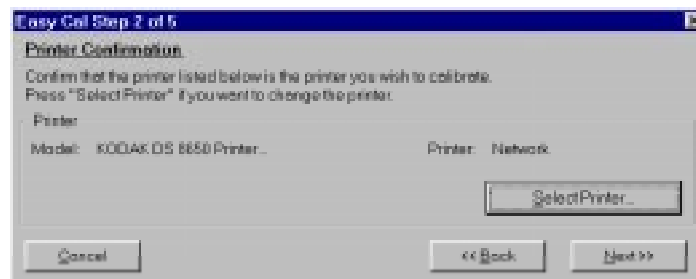 Easy Cal Step 2 of 5
Printer Confirmation
Confirm that the printer listed below is the printer you wish to calibrate.
Press "Select Printer" if you want to change the printer.
Printer
Model: KODAK DS 8650 Printer... Printer: Network
Select Printer...
Cancel << Back Next >>